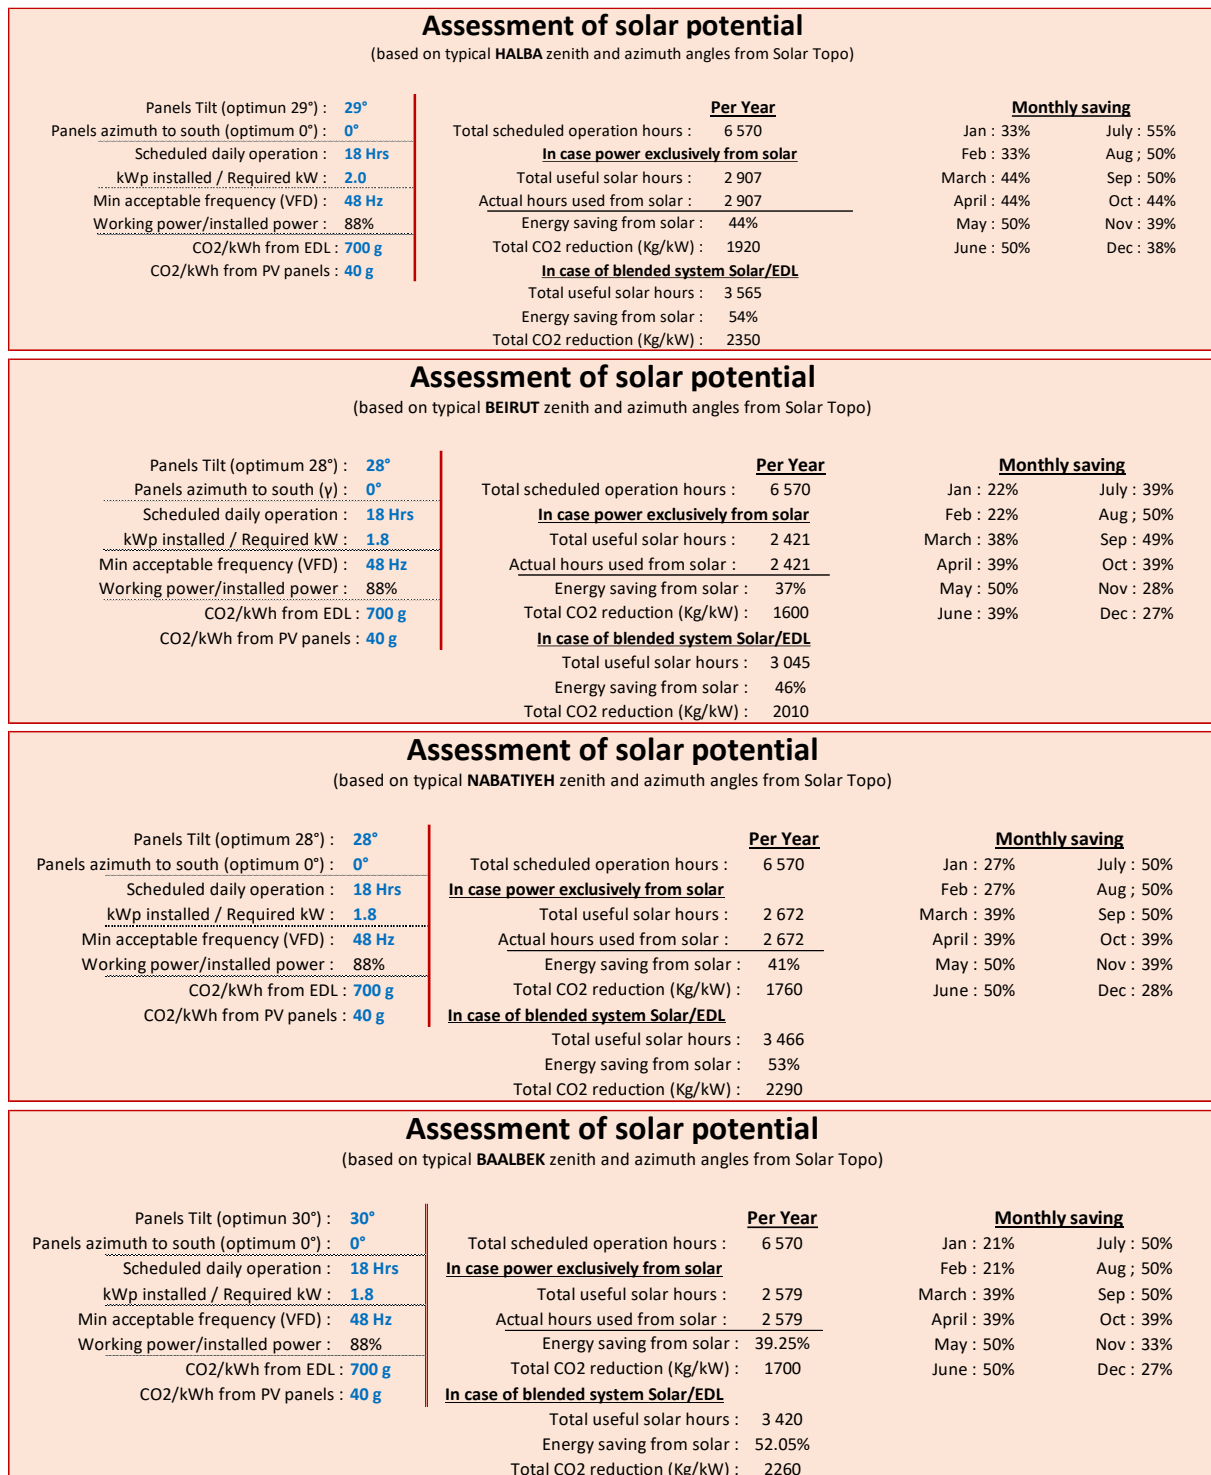 Assessment of solar potential
(based on typical HALBA zenith and azimuth angles from Solar Topo)
Per Year Monthly saving
Panels Tilt (optimun 29°) : 29°
Panels azimuth to south (optimum 0°) : 0° Total scheduled operation hours : 6 570 Jan : 33% July : 55%
Scheduled daily operation : 18 Hrs In case power exclusively from solar Feb : 33% Aug ; 50%
kWp installed / Required kW : 2.0 Total useful solar hours : 2 907 March : 44% Sep : 50%
Min acceptable frequency (VFD) : 48 Hz Actual hours used from solar : 2 907 April : 44% Oct : 44%
Working power/installed power : 88% Energy saving from solar : 44% May : 50% Nov : 39%
CO2/kWh from EDL : 700 g Total CO2 reduction (Kg/kW) : 1920 June : 50% Dec : 38%
CO2/kWh from PV panels : 40 g In case of blended system Solar/EDL
Total useful solar hours : 3 565
Energy saving from solar : 54%
Total CO2 reduction (Kg/kW) : 2350
Assessment of solar potential
(based on typical BEIRUT zenith and azimuth angles from Solar Topo)
Panels Tilt (optimum 28°) : 28° Per Year Monthly saving
Panels azimuth to south (γ) : 0° Total scheduled operation hours : 6 570 Jan : 22% July : 39%
Scheduled daily operation : 18 Hrs In case power exclusively from solar Feb : 22% Aug ; 50%
kWp installed / Required kW : 1.8 Total useful solar hours : 2 421 March : 38% Sep : 49%
Min acceptable frequency (VFD) : 48 Hz Actual hours used from solar : 2 421 April : 39% Oct : 39%
Working power/installed power : 88% Energy saving from solar : 37% May : 50% Nov : 28%
CO2/kWh from EDL : 700 g Total CO2 reduction (Kg/kW) : 1600 June : 39% Dec : 27%
CO2/kWh from PV panels : 40 g In case of blended system Solar/EDL
Total useful solar hours : 3 045
Energy saving from solar : 46%
Total CO2 reduction (Kg/kW) : 2010
Assessment of solar potential
(based on typical NABATIYEH zenith and azimuth angles from Solar Topo)
Panels Tilt (optimum 28°) : 28° Per Year Monthly saving
Panels azimuth to south (optimum 0°) : 0° Total scheduled operation hours : 6 570 Jan : 27% July : 50%
Scheduled daily operation : 18 Hrs In case power exclusively from solar Feb : 27% Aug ; 50%
kWp installed / Required kW : 1.8 Total useful solar hours : 2 672 March : 39% Sep : 50%
Min acceptable frequency (VFD) : 48 Hz Actual hours used from solar : 2 672 April : 39% Oct : 39%
Working power/installed power : 88% Energy saving from solar : 41% May : 50% Nov : 39%
CO2/kWh from EDL : 700 g Total CO2 reduction (Kg/kW) : 1760 June : 50% Dec : 28%
CO2/kWh from PV panels : 40 g In case of blended system Solar/EDL
Total useful solar hours : 3 466
Energy saving from solar : 53%
Total CO2 reduction (Kg/kW) : 2290
Assessment of solar potential
(based on typical BAALBEK zenith and azimuth angles from Solar Topo)
Panels Tilt (optimun 30°) : 30° Per Year Monthly saving
Panels azimuth to south (optimum 0°) : 0° Total scheduled operation hours : 6 570 Jan : 21% July : 50%
Scheduled daily operation : 18 Hrs In case power exclusively from solar Feb : 21% Aug ; 50%
kWp installed / Required kW : 1.8 Total useful solar hours : 2 579 March : 39% Sep : 50%
Min acceptable frequency (VFD) : 48 Hz Actual hours used from solar : 2 579 April : 39% Oct : 39%
Working power/installed power : 88% Energy saving from solar : 39.25% May : 50% Nov : 33%
CO2/kWh from EDL : 700 g Total CO2 reduction (Kg/kW) : 1700 June : 50% Dec : 27%
CO2/kWh from PV panels : 40 g In case of blended system Solar/EDL
Total useful solar hours : 3 420
Energy saving from solar : 52.05%
Total CO2 reduction (Kg/kW) : 2260